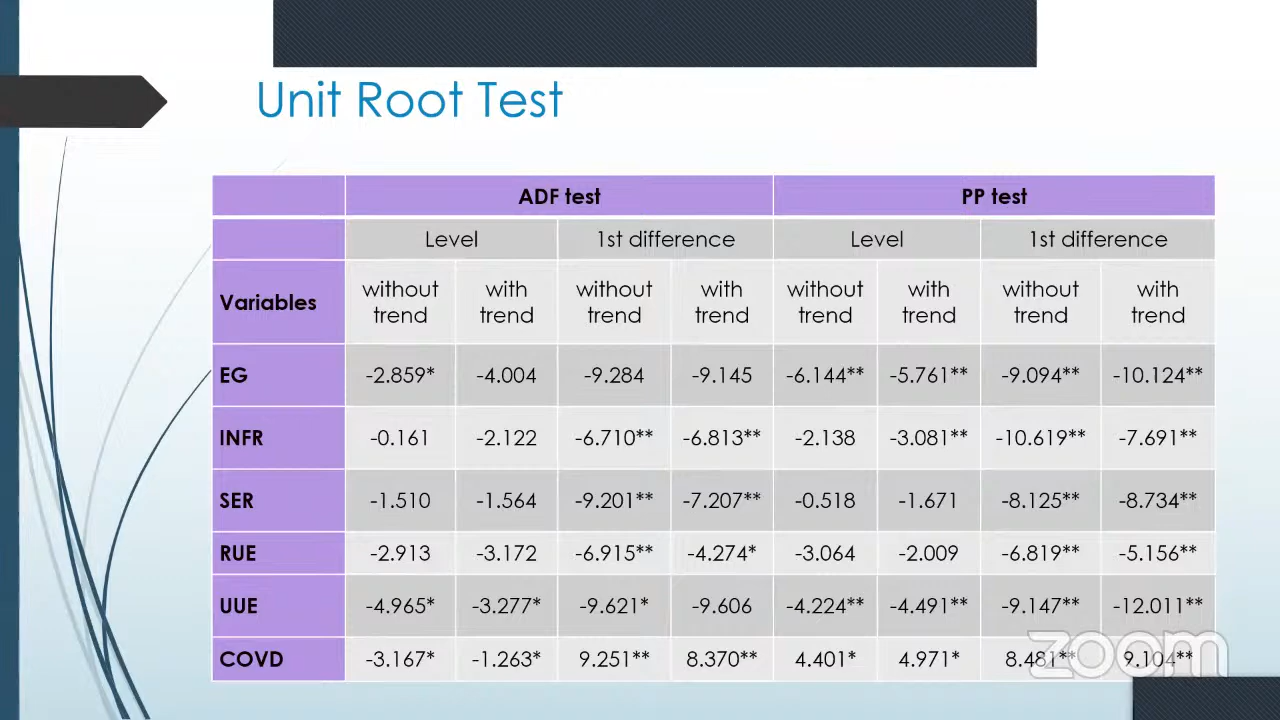 Unit Root Test
ADF test PP test
Level 1st difference Level 1st difference
Variables without trend with trend without trend with trend without trend with trend without trend with trend
EG -2.859* -4.004 -9.284 -9.145 -6.144** -5.761** -9.094** -10.124**
INFR -0.161 -2.122 -6.710** -6.813** -2.138 -3.081** -10.619** -7.691**
SER -1.510 -1.564 -9.201** -7.207** -0.518 -1.671 -8.125** -8.734**
RUE -2.913 -3.172 -6.915** -4.274* -3.064 -2.009 -6.819** -5.156**
UUE -4.965* -3.277* -9.621* -9.606 -4.224** -4.491** -9.147** -12.011**
COVD -3.167* -1.263* 9.251** 8.370** 4.401* 4.971* 8.481** 9.104**
zoom